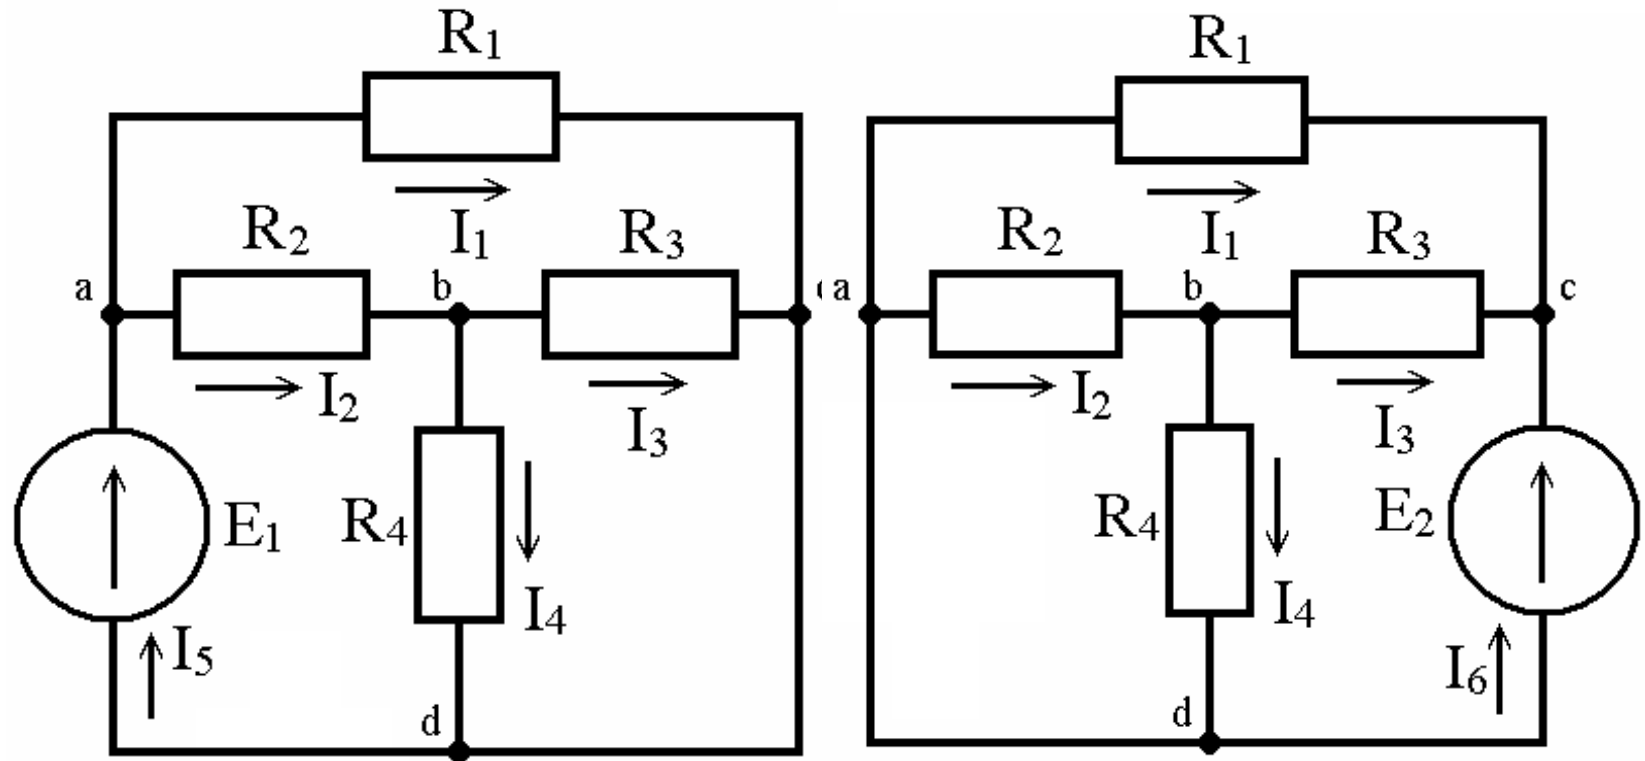 R₁
R₂
I₁
R₃
a
b
I₂
I₃
E₁
R₄
I₄
I₅
d
R₁
R₂
I₁
R₃
a
b
c
I₂
I₃
R₄
E₂
I₄
I₆
d